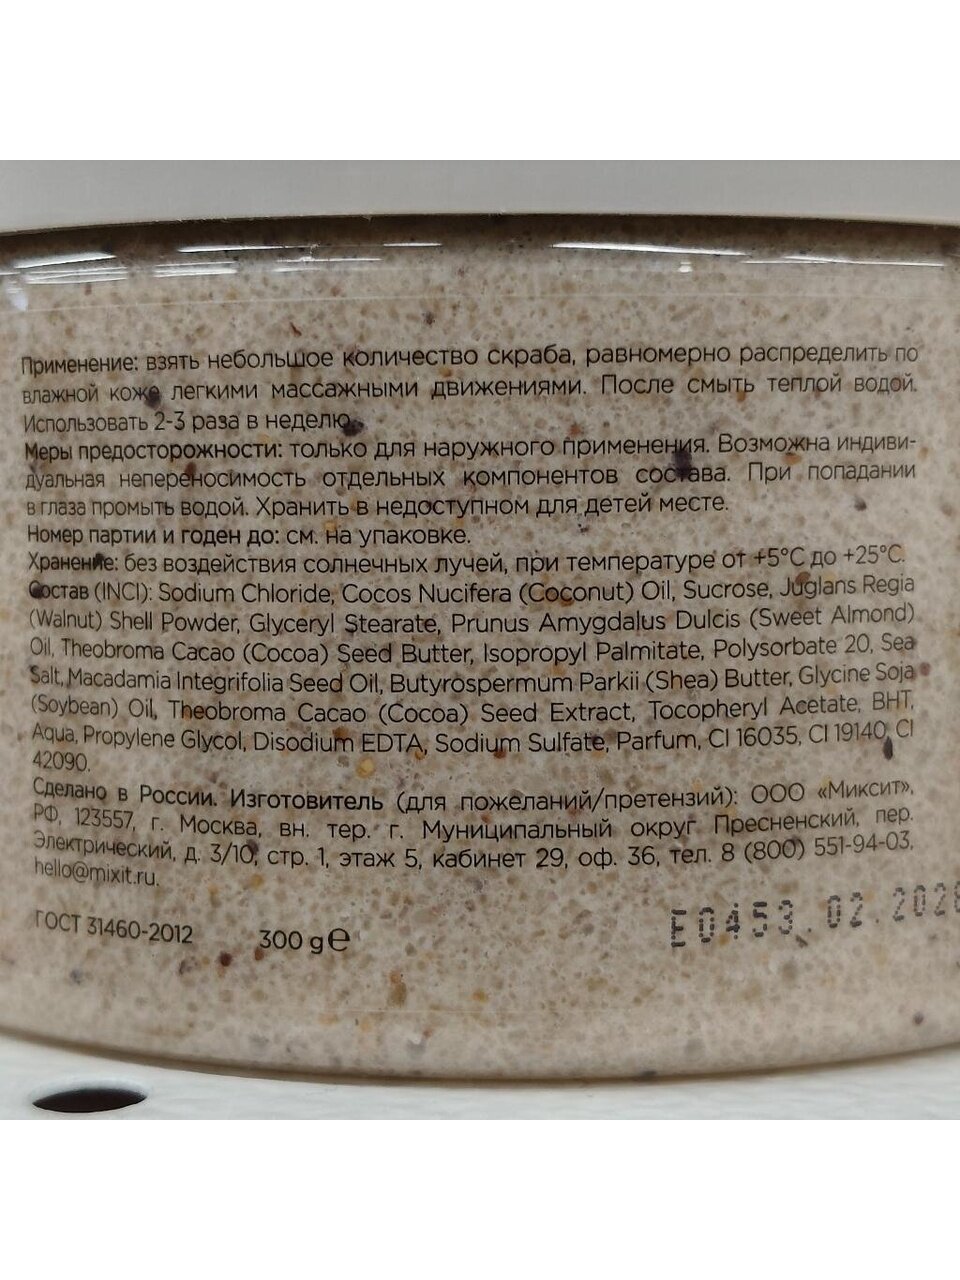 Применение: взять небольшое количество скраба, равномерно распределить по
влажной коже легкими массажными движениями. После смыть теплой водой.
Использовать 2-3 раза в неделю.
Меры предосторожности: только для наружного применения. Возможна индиви-
дуальная непереносимость отдельных компонентов состава. При попадании
в глаза промыть водой. Хранить в недоступном для детей месте.
Номер партии и годен до: см. на упаковке.
Хранение: без воздействия солнечных лучей, при температуре от +5°C до +25°C.
Состав (INCI): Sodium Chloride, Cocos Nucifera (Coconut) Oil, Sucrose, Juglans Regia
(Walnut) Shell Powder, Glyceryl Stearate, Prunus Amygdalus Dulcis (Sweet Almond)
Oil, Theobroma Cacao (Cocoa) Seed Butter, Isopropyl Palmitate, Polysorbate 20, Sea
Salt, Macadamia Integrifolia Seed Oil, Butyrospermum Parkii (Shea) Butter, Glycine Soja
(Soybean) Oil, Theobroma Cacao (Cocoa) Seed Extract, Tocopheryl Acetate, BHT,
Aqua, Propylene Glycol, Disodium EDTA, Sodium Sulfate, Parfum, CI 16035, CI 19140, CI
42090.
Сделано в России. Изготовитель (для пожеланий/претензий): ООО «Миксит»,
РФ, 123557, г. Москва, вн. тер. г. Муниципальный округ Пресненский, пер.
Электрический, д. 3/10, стр. 1, этаж 5, кабинет 29, оф. 36, тел. 8 (800) 551-94-03,
hello@mixit.ru.
ГОСТ 31460-2012 300 g℮
E0453.02.202